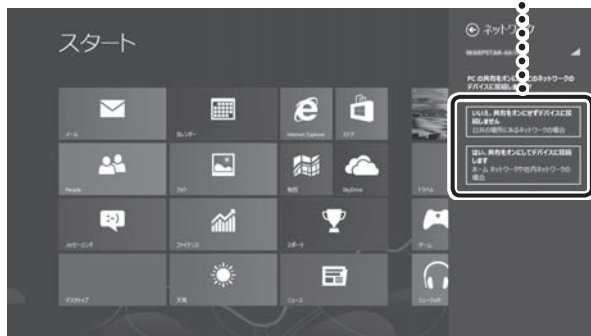 スタート
ネットワーク
PC の共有をオンにしてこのネットワークの
デバイスに接続しますか?
いいえ、共有をオンにせずデバイスに接
続しません
公共の場所にあるネットワークの場合
はい、共有をオンにしてデバイスに接続
します
ホーム ネットワークや社内ネットワークの
場合
メール
カレンダー
Internet Explorer
ストア
People
フォト
地図
SkyDrive
トラベル
メッセージング
ファイナンス
スポーツ
ゲーム
デスクトップ
天気
ニュース
ミュージック